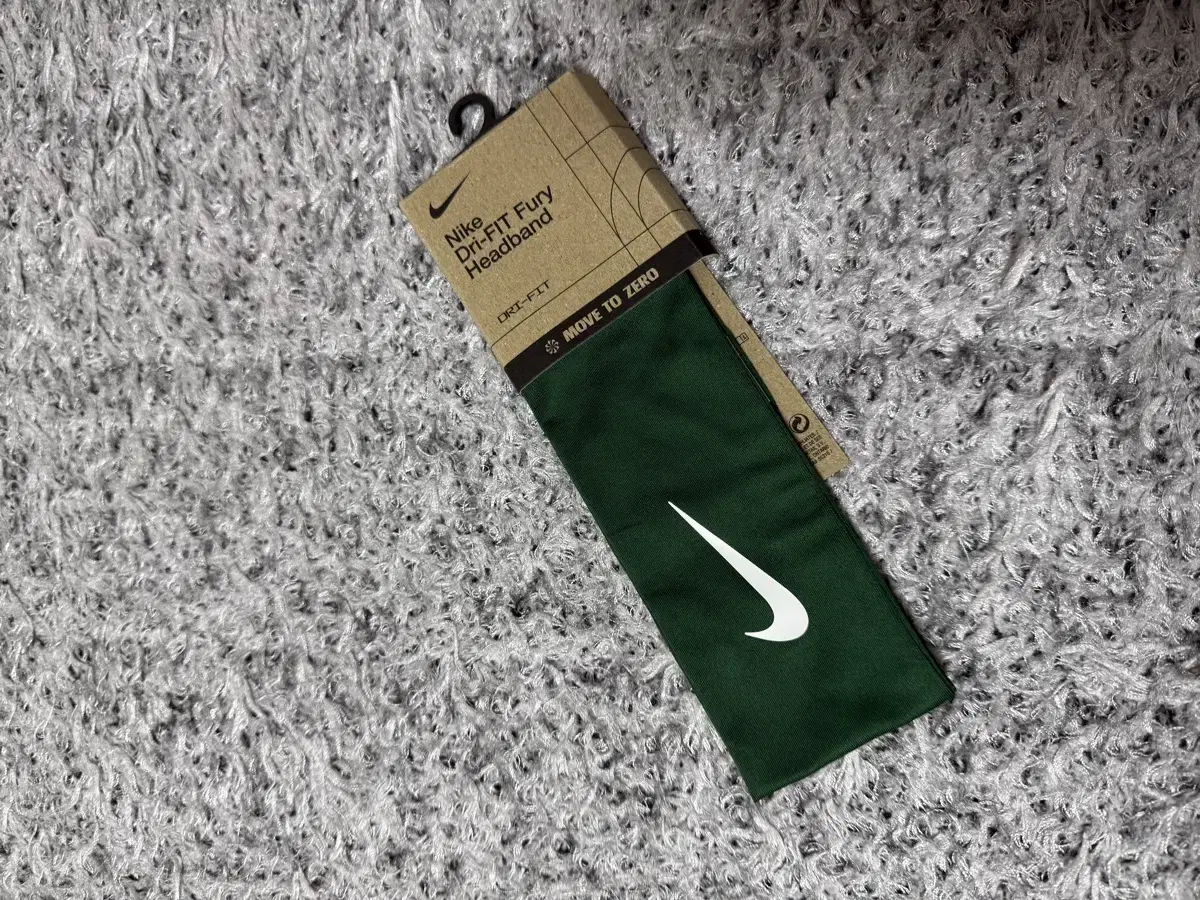 Nike
Dri-FIT Fury
Headband
DRI-FIT
MOVE TO ZERO